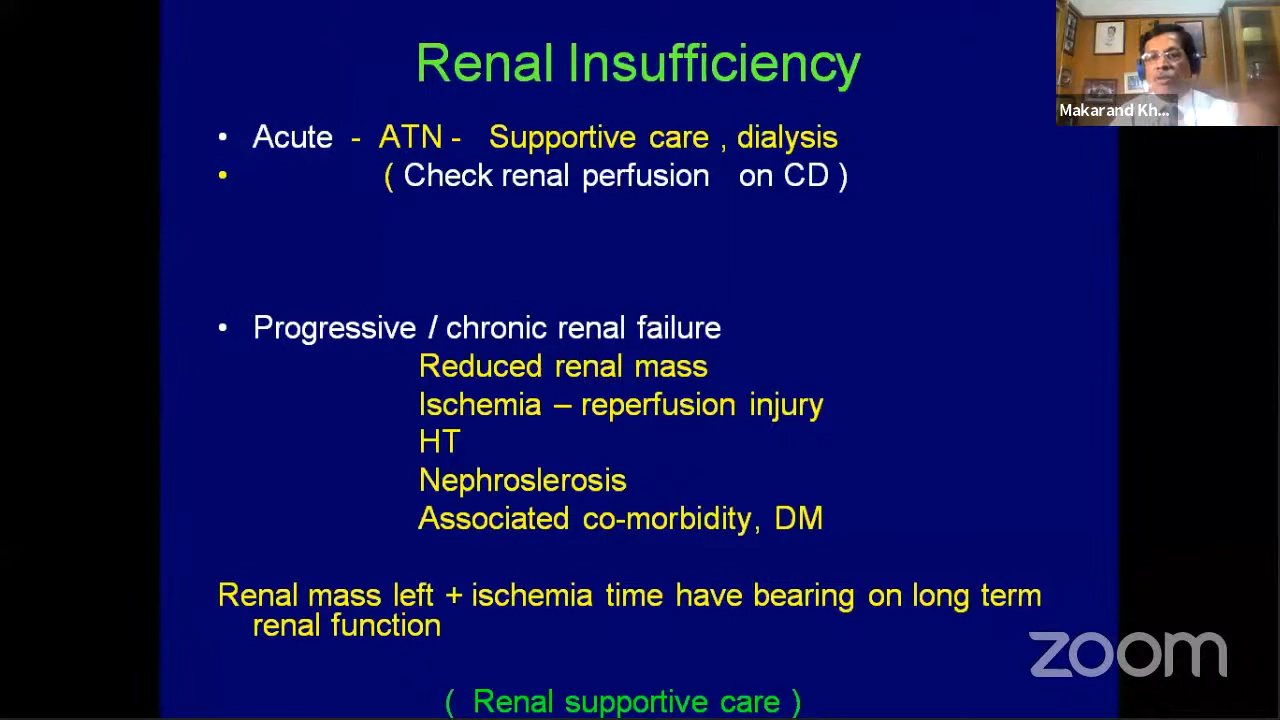 Renal Insufficiency
Makarand Kh...
• Acute - ATN - Supportive care , dialysis
• ( Check renal perfusion on CD )
• Progressive / chronic renal failure
Reduced renal mass
Ischemia – reperfusion injury
HT
Nephroslerosis
Associated co-morbidity, DM
Renal mass left + ischemia time have bearing on long term
renal function
zoom
( Renal supportive care )